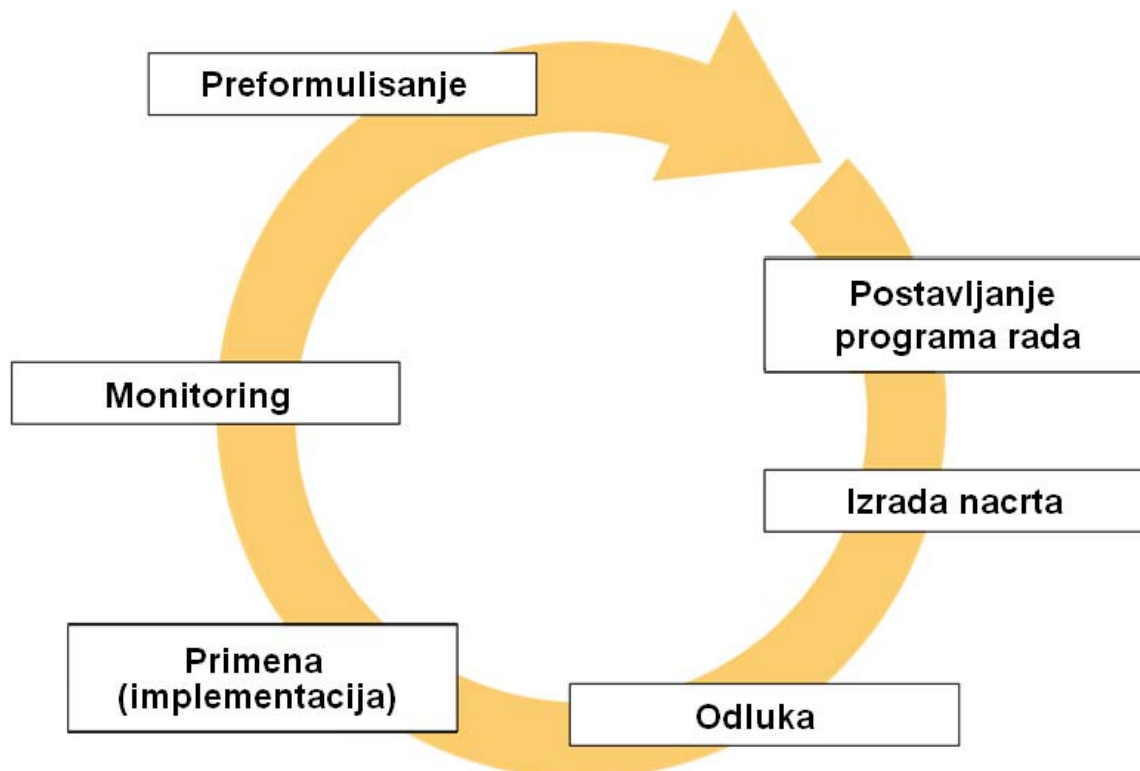 Preformulisanje
Postavljanje
programa rada
Monitoring
Izrada nacrta
Primena
(implementacija)
Odluka